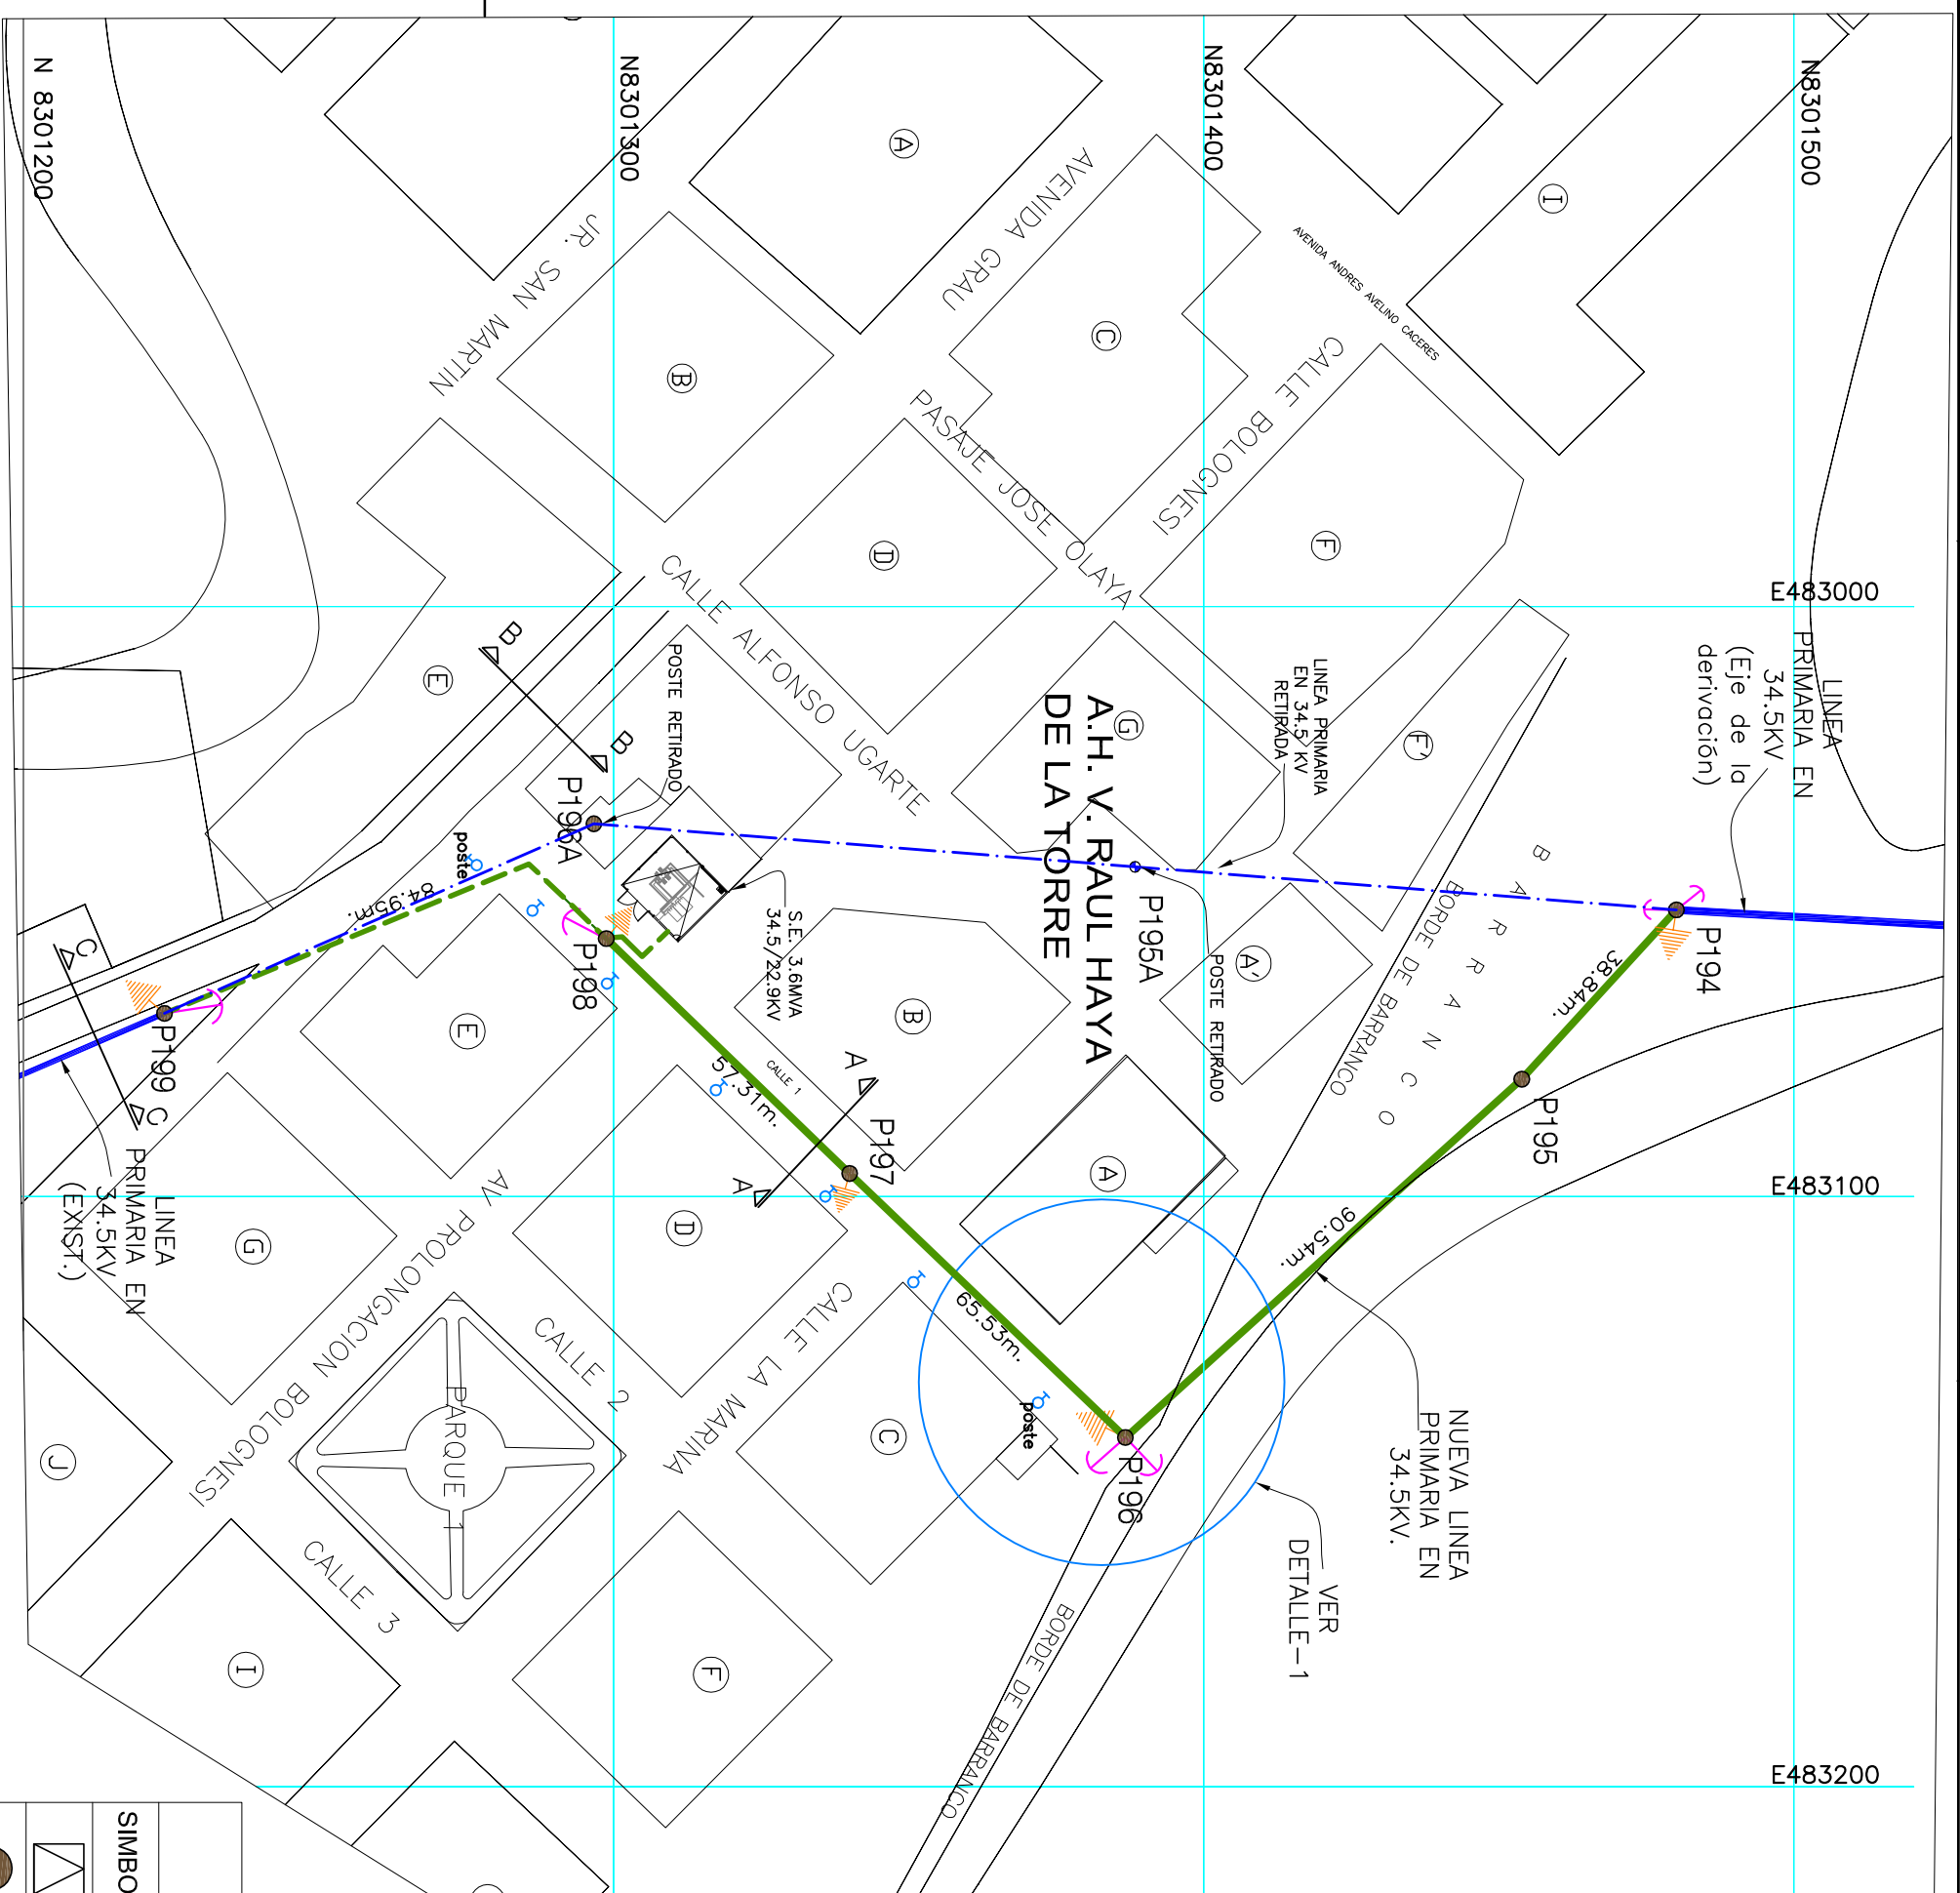 N 8301200
N8301300
N8301400
N8301500
E483000
E483100
E483200
A
I
AVENIDA GRAU
JR. SAN MARTIN
AVENIDA ANDRES AVELINO CACERES
C
B
CALLE BOLOGNESÍ
PASAJE JOSE OLAYA
D
F
CALLE ALFONSO UGARTE
E
B
B
POSTE RETIRADO
G
F'
LINEA PRIMARIA
EN 34.5 KV
RETIRADA
LINEA
PRIMARIA EN
34.5KV
(Eje de la
derivación)
A.H. V. RAUL HAYA
DE LA TORRE
BARRANCO
BORDE DE BARRANCO
P195A
POSTE RETIRADO
A'
P194
38.84m.
P195
poste
84.95m.
S.E. 3.6MVA
34.5/22.9KV
P198
B
E
57.31m.
CALLE 1
A
A
P197
A
C
C
P199
LINEA
PRIMARIA EN
34.5KV
(EXIST.)
G
AV PROLONGACION BOLOGNESÍ
D
65.53m.
90.54m.
CALLE LA MARINA
CALLE 2
PARQUE 1
C
poste
P196
NUEVA LINEA
PRIMARIA EN
34.5KV.
VER
DETALLE-1
J
CALLE 3
I
F
BORDE DE BARRANCO